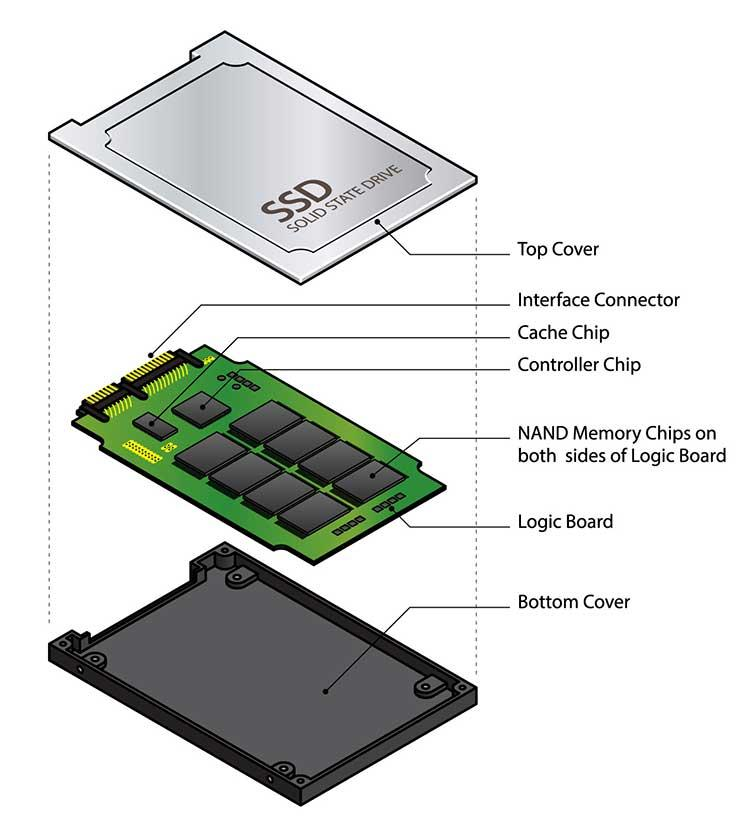 SSD
SOLID STATE DRIVE
Top Cover
Interface Connector
Cache Chip
Controller Chip
NAND Memory Chips on
both sides of Logic Board
Logic Board
Bottom Cover